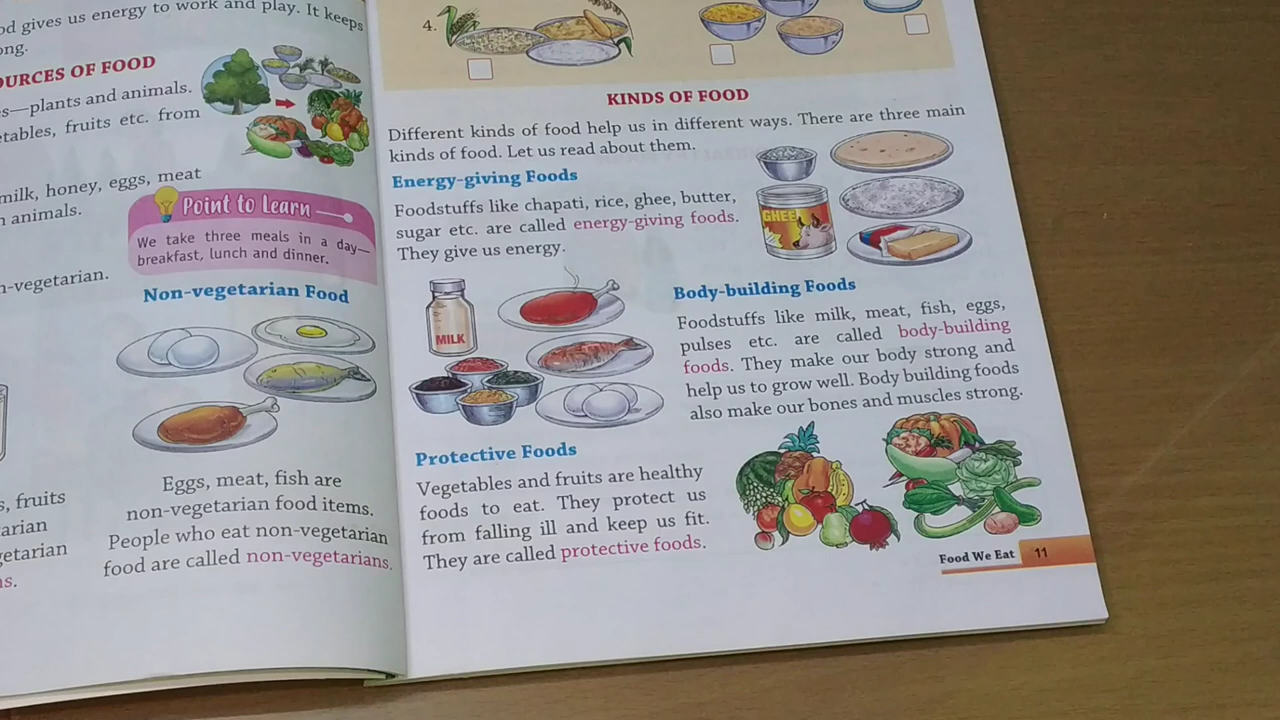 od gives us energy to work and play. It keeps
ong.
OURCES OF FOOD
es—plants and animals.
etables, fruits etc. from
milk, honey, eggs, meat
n animals.
Point to Learn
We take three meals in a day—
breakfast, lunch and dinner.
n-vegetarian.
Non-vegetarian Food
Eggs, meat, fish are
non-vegetarian food items.
People who eat non-vegetarian
food are called non-vegetarians.
s, fruits
tarian
getarian
ns.
4.
KINDS OF FOOD
Different kinds of food help us in different ways. There are three main
kinds of food. Let us read about them.
Energy-giving Foods
Foodstuffs like chapati, rice, ghee, butter,
sugar etc. are called energy-giving foods.
They give us energy.
GHEE
MILK
Body-building Foods
Foodstuffs like milk, meat, fish, eggs,
pulses etc. are called body-building
foods. They make our body strong and
help us to grow well. Body building foods
also make our bones and muscles strong.
Protective Foods
Vegetables and fruits are healthy
foods to eat. They protect us
from falling ill and keep us fit.
They are called protective foods.
Food We Eat 11